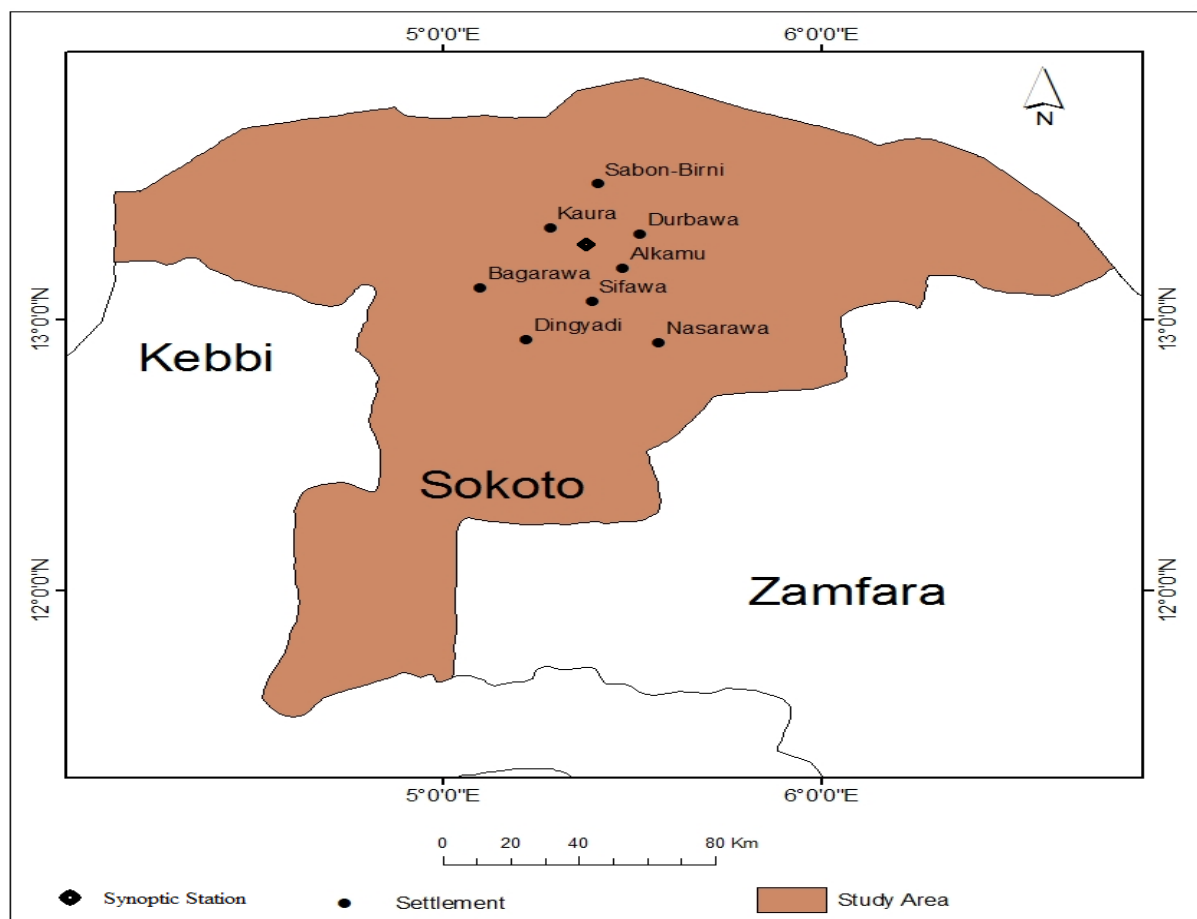 5°0'0"E 6°0'0"E
N
Sabon-Birni
Kaura Durbawa
Alkamu
Bagarawa Sifawa
13°0'0"N Dingyadi Nasarawa 13°0'0"N
Kebbi
Sokoto
12°0'0"N Zamfara 12°0'0"N
5°0'0"E 6°0'0"E
0 20 40 80 Km
Synoptic Station Settlement Study Area